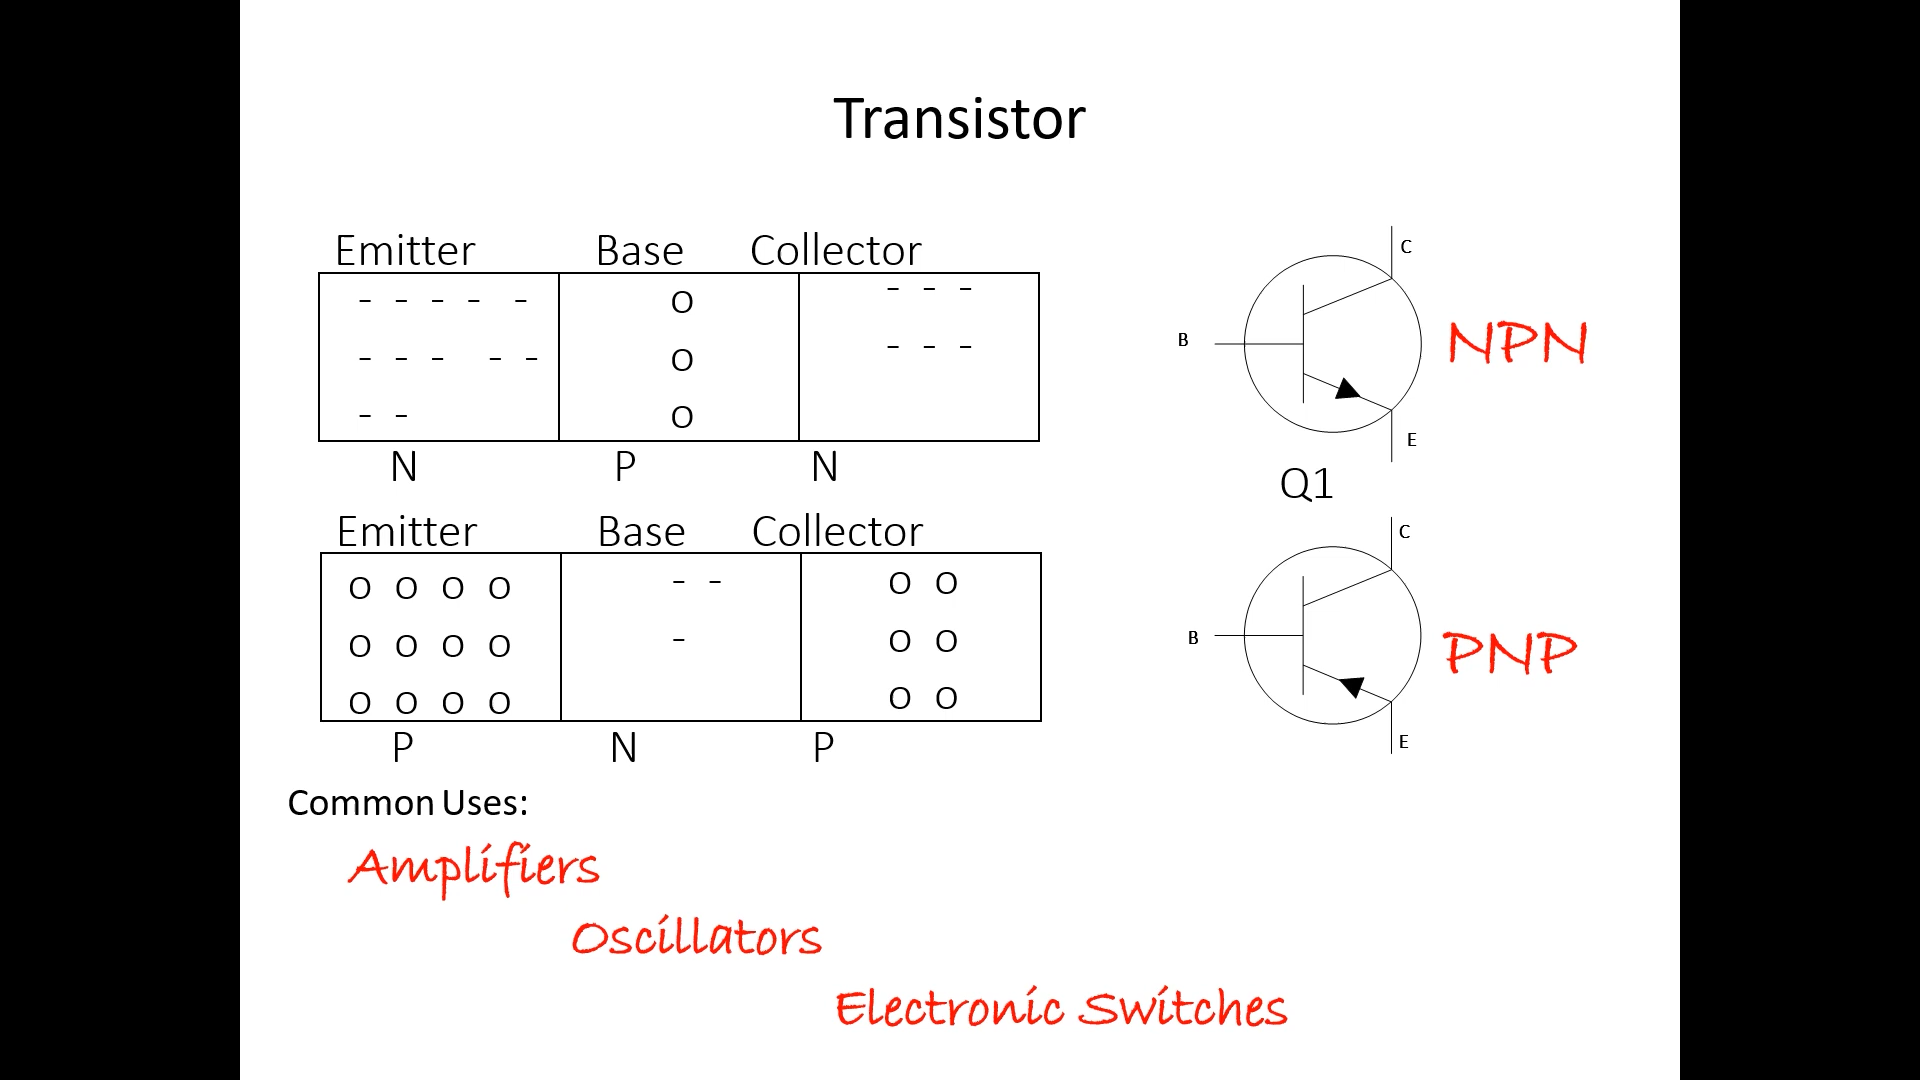 Transistor
Emitter Base Collector
- - - - - O - - -
- - - - - O - - -
- - O
N P N
C
B
E
NPN
Q1
Emitter Base Collector
O O O O - - O O
O O O O - O O
O O O O O O
P N P
C
B
E
PNP
Common Uses:
Amplifiers
Oscillators
Electronic Switches